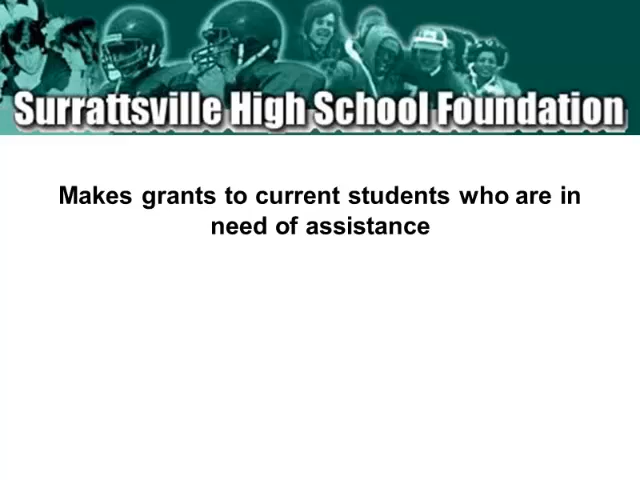 Surrattsville High School Foundation
Makes grants to current students who are in
need of assistance